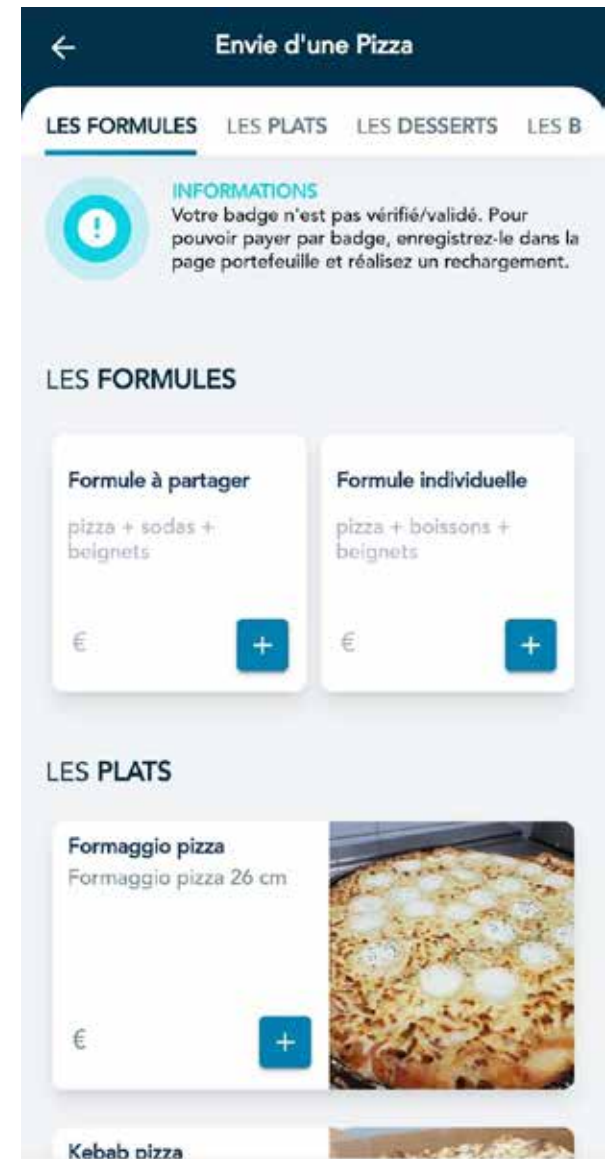 Envie d'une Pizza
LES FORMULES LES PLATS LES DESSERTS LES B
INFORMATIONS
Votre badge n'est pas vérifié/validé. Pour
pouvoir payer par badge, enregistrez-le dans la
page portefeuille et réalisez un rechargement.
LES FORMULES
Formule à partager
pizza + sodas +
beignets
€
+
Formule individuelle
pizza + boissons +
beignets
€
+
LES PLATS
Formaggio pizza
Formaggio pizza 26 cm
€
+
Kebab pizza